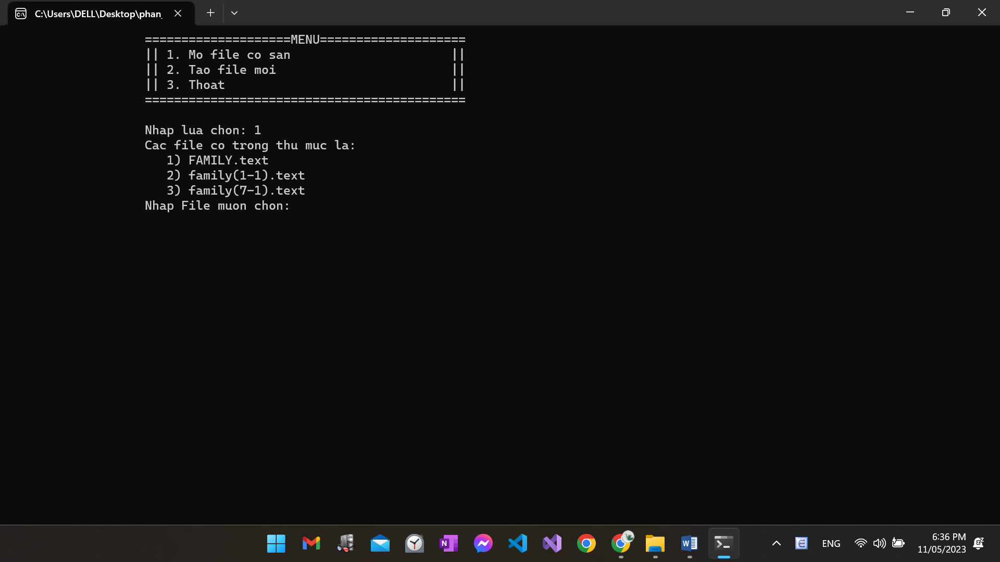 C:\Users\DELL\Desktop\phan_
====================MENU====================
|| 1. Mo file co san                      ||
|| 2. Tao file moi                        ||
|| 3. Thoat                               ||
============================================
Nhap lua chon: 1
Cac file co trong thu muc la:
   1) FAMILY.text
   2) family(1-1).text
   3) family(7-1).text
Nhap File muon chon:
ENG
6:36 PM
11/05/2023